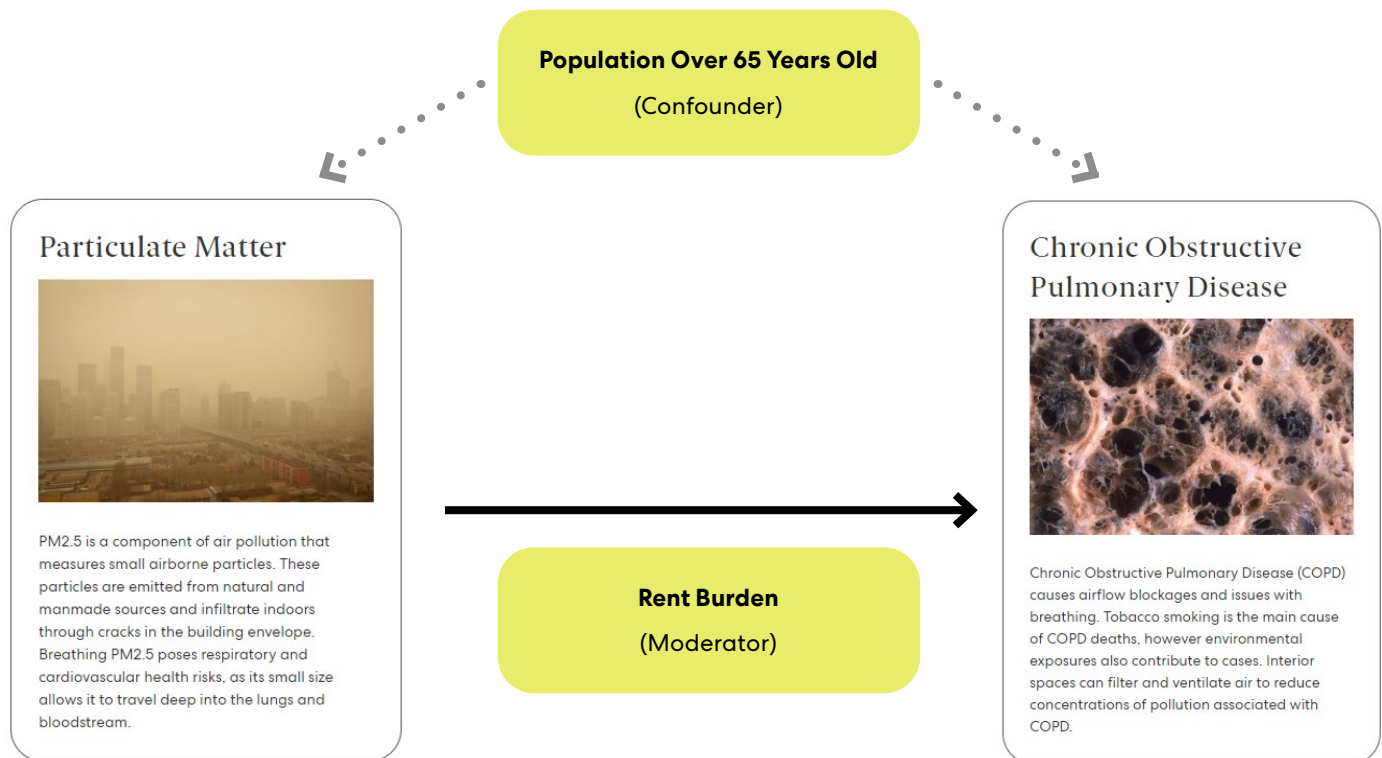 Population Over 65 Years Old
(Confounder)
Particulate Matter
PM2.5 is a component of air pollution that
measures small airborne particles. These
particles are emitted from natural and
manmade sources and infiltrate indoors
through cracks in the building envelope.
Breathing PM2.5 poses respiratory and
cardiovascular health risks, as its small size
allows it to travel deep into the lungs and
bloodstream.
Rent Burden
(Moderator)
Chronic Obstructive
Pulmonary Disease
Chronic Obstructive Pulmonary Disease (COPD)
causes airflow blockages and issues with
breathing. Tobacco smoking is the main cause
of COPD deaths, however environmental
exposures also contribute to cases. Interior
spaces can filter and ventilate air to reduce
concentrations of pollution associated with
COPD.